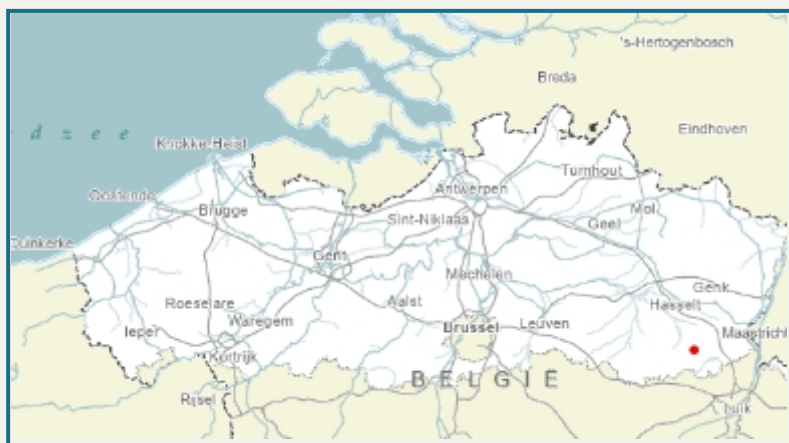 's-Hertogenbosch
Breda
Eindhoven
d z e e
Knokke-Heist
Turnhout
Antwerpen
Oostende
Brugge
Sint-Niklaas
Geel
Mol
Duinkerke
Gent
Mechelen
Genk
Roeselare
Aalst
Hasselt
Ieper
Waregem
Brussel
Leuven
Maastricht
Kortrijk
BELGIË
Rijsel
Luik